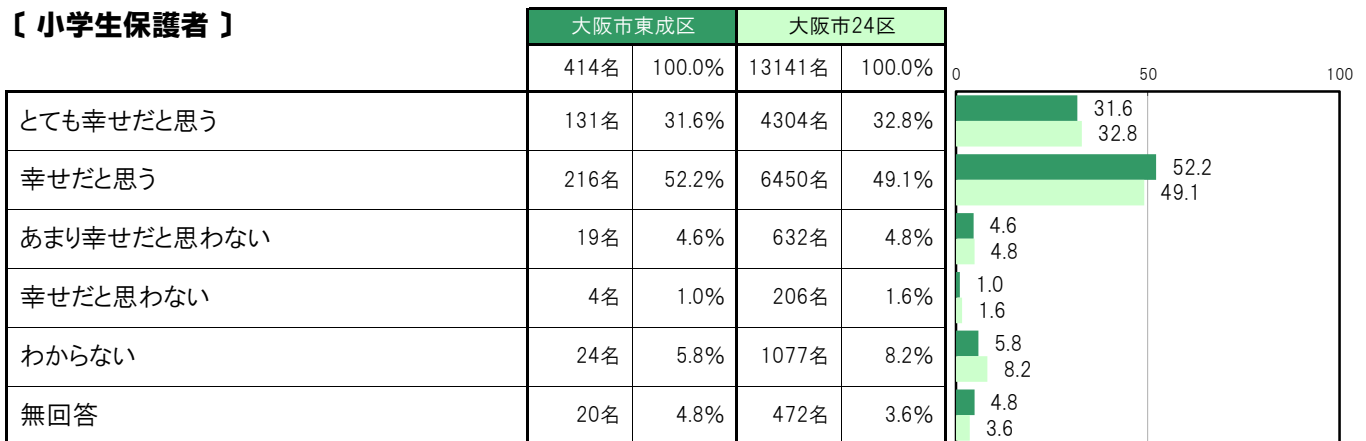 〔 小学生保護者 〕
大阪市東成区 大阪市24区
414名 100.0% 13141名 100.0%
0 50 100
とても幸せだと思う 131名 31.6% 4304名 32.8%
31.6
32.8
幸せだと思う 216名 52.2% 6450名 49.1%
52.2
49.1
あまり幸せだと思わない 19名 4.6% 632名 4.8%
4.6
4.8
幸せだと思わない 4名 1.0% 206名 1.6%
1.0
1.6
わからない 24名 5.8% 1077名 8.2%
5.8
8.2
無回答 20名 4.8% 472名 3.6%
4.8
3.6